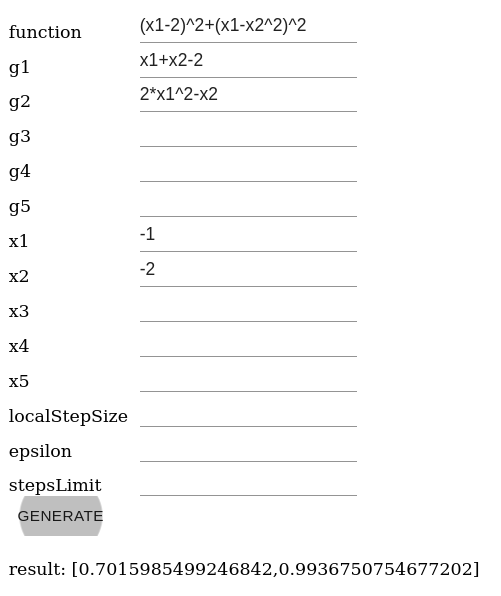 function (x1-2)^2+(x1-x2^2)^2
g1 x1+x2-2
g2 2*x1^2-x2
g3
g4
g5
x1 -1
x2 -2
x3
x4
x5
localStepSize
epsilon
stepsLimit
GENERATE
result: [0.7015985499246842,0.9936750754677202]